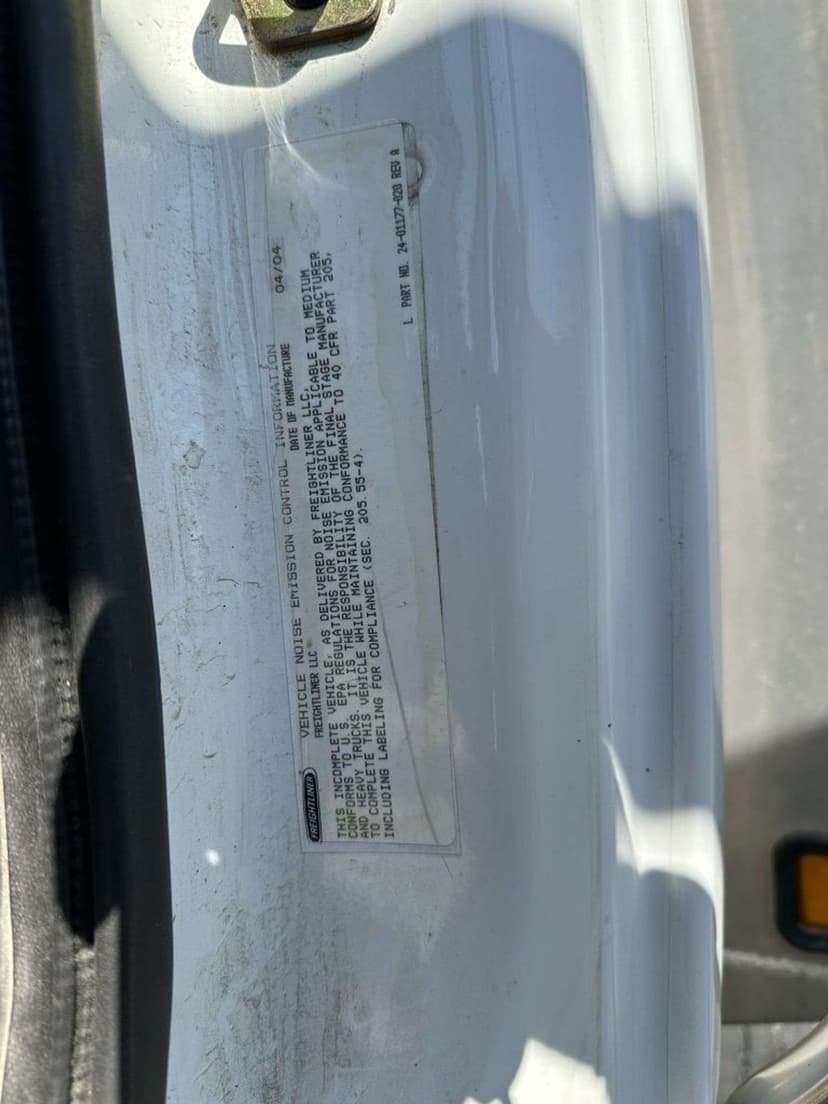 FREIGHTLINER
VEHICLE NOISE EMISSION CONTROL INFORMATION
FREIGHTLINER LLC DATE OF MANUFACTURE 04/04
THIS INCOMPLETE VEHICLE, AS DELIVERED BY FREIGHTLINER LLC,
CONFORMS TO U.S. EPA REGULATIONS FOR NOISE EMISSION APPLICABLE TO MEDIUM
AND HEAVY TRUCKS. IT IS THE RESPONSIBILITY OF THE FINAL STAGE MANUFACTURER
TO COMPLETE THIS VEHICLE WHILE MAINTAINING CONFORMANCE TO 40 CFR PART 205,
INCLUDING LABELING FOR COMPLIANCE (SEC. 205.55-4).
L PART NO. 24-01177-020 REV A